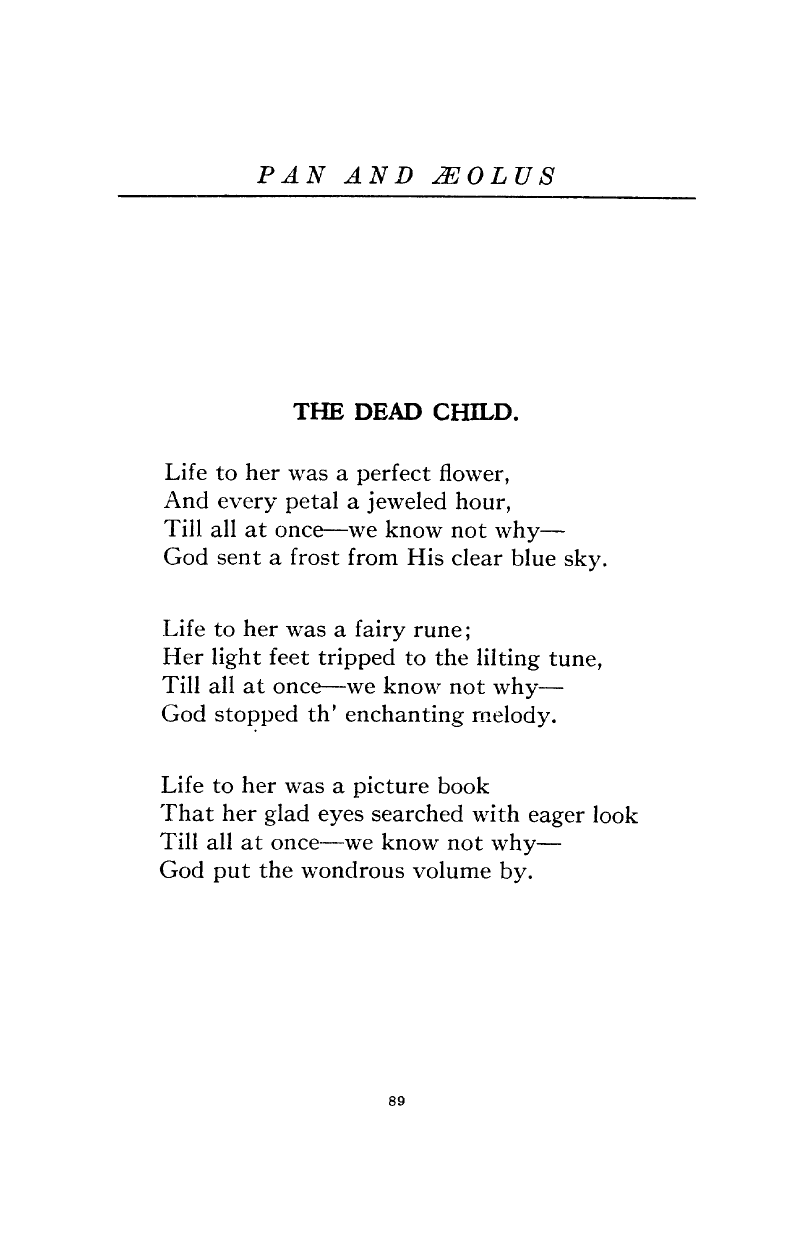 PAN AND ÆOLUS
THE DEAD CHILD.
Life to her was a perfect flower,
And every petal a jeweled hour,
Till all at once—we know not why—
God sent a frost from His clear blue sky.
Life to her was a fairy rune;
Her light feet tripped to the lilting tune,
Till all at once—we know not why—
God stopped th' enchanting melody.
Life to her was a picture book
That her glad eyes searched with eager look
Till all at once—we know not why—
God put the wondrous volume by.
89